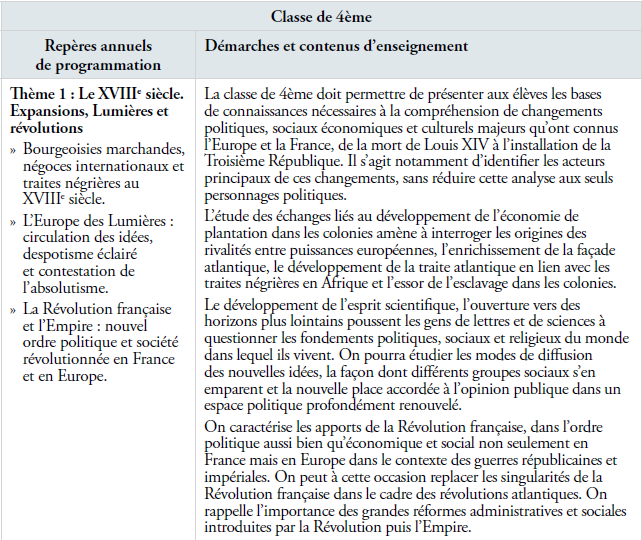 Classe de 4ème
Repères annuels
de programmation
Démarches et contenus d’enseignement
Thème 1 : Le XVIIIe siècle.
Expansions, Lumières et
révolutions
» Bourgeoisies marchandes,
négoces internationaux et
traites négrières au
XVIIIe siècle.
» L’Europe des Lumières :
circulation des idées,
despotisme éclairé
et contestation de
l’absolutisme.
» La Révolution française
et l’Empire : nouvel
ordre politique et société
révolutionnée en France
et en Europe.
La classe de 4ème doit permettre de présenter aux élèves les bases
de connaissances nécessaires à la compréhension de changements
politiques, sociaux économiques et culturels majeurs qu’ont connus
l’Europe et la France, de la mort de Louis XIV à l’installation de la
Troisième République. Il s’agit notamment d’identifier les acteurs
principaux de ces changements, sans réduire cette analyse aux seuls
personnages politiques.
L’étude des échanges liés au développement de l’économie de
plantation dans les colonies amène à interroger les origines des
rivalités entre puissances européennes, l’enrichissement de la façade
atlantique, le développement de la traite atlantique en lien avec les
traites négrières en Afrique et l’essor de l’esclavage dans les colonies.
Le développement de l’esprit scientifique, l’ouverture vers des
horizons plus lointains poussent les gens de lettres et de sciences à
questionner les fondements politiques, sociaux et religieux du monde
dans lequel ils vivent. On pourra étudier les modes de diffusion
des nouvelles idées, la façon dont différents groupes sociaux s’en
emparent et la nouvelle place accordée à l’opinion publique dans un
espace politique profondément renouvelé.
On caractérise les apports de la Révolution française, dans l’ordre
politique aussi bien qu’économique et social non seulement en
France mais en Europe dans le contexte des guerres républicaines et
impériales. On peut à cette occasion replacer les singularités de la
Révolution française dans le cadre des révolutions atlantiques. On
rappelle l’importance des grandes réformes administratives et sociales
introduites par la Révolution puis l’Empire.